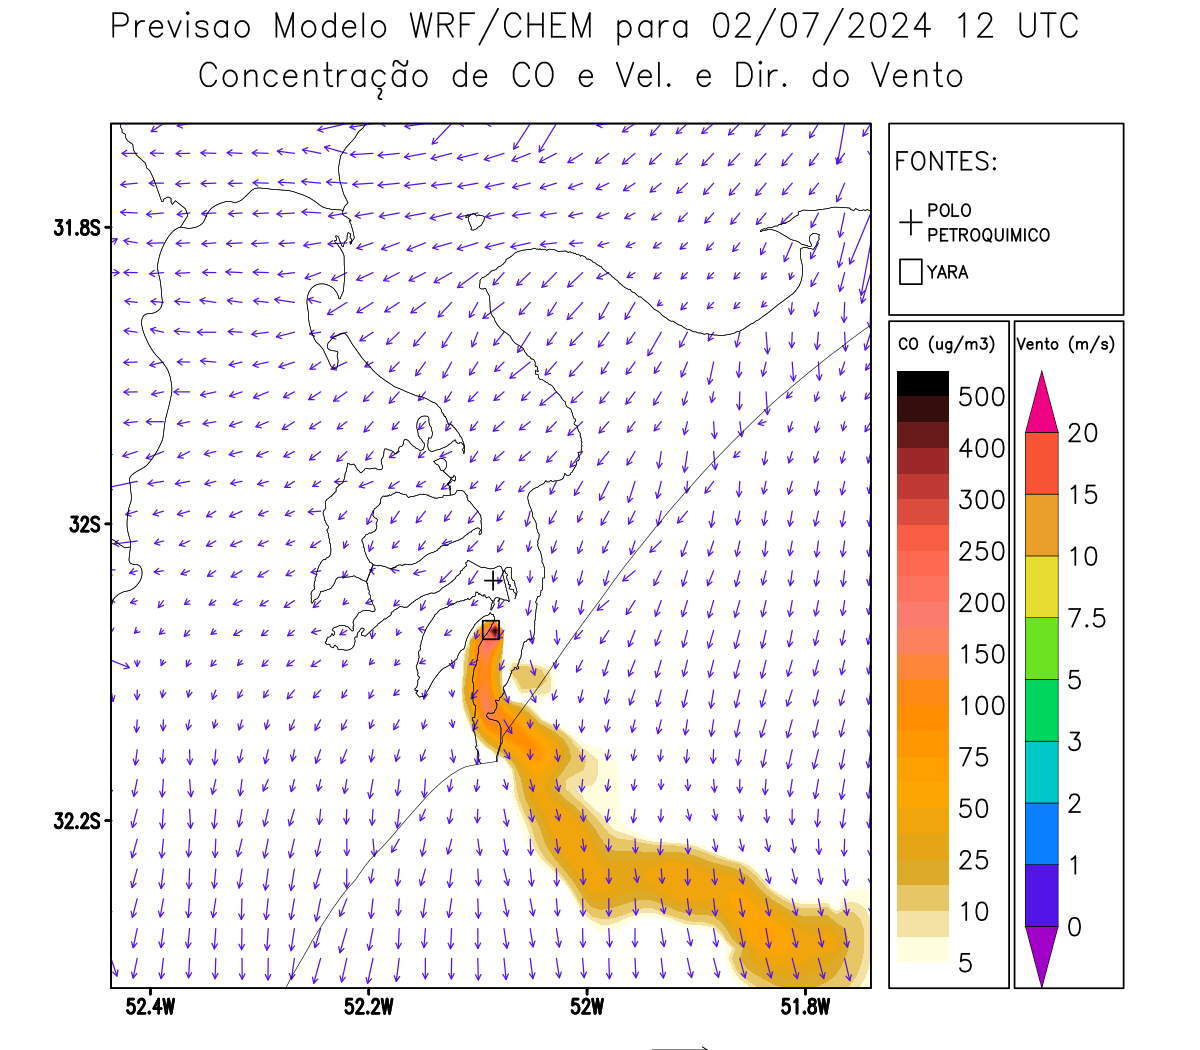 Previsao Modelo WRF/CHEM para 02/07/2024 12 UTC
Concentração de CO e Vel. e Dir. do Vento
FONTES:
POLO
PETROQUIMICO
YARA
CO (ug/m3)
500
400
300
250
200
150
100
75
50
25
10
5
Vento (m/s)
20
15
10
7.5
5
3
2
1
0
31.8S
32S
32.2S
52.4W
52.2W
52W
51.8W